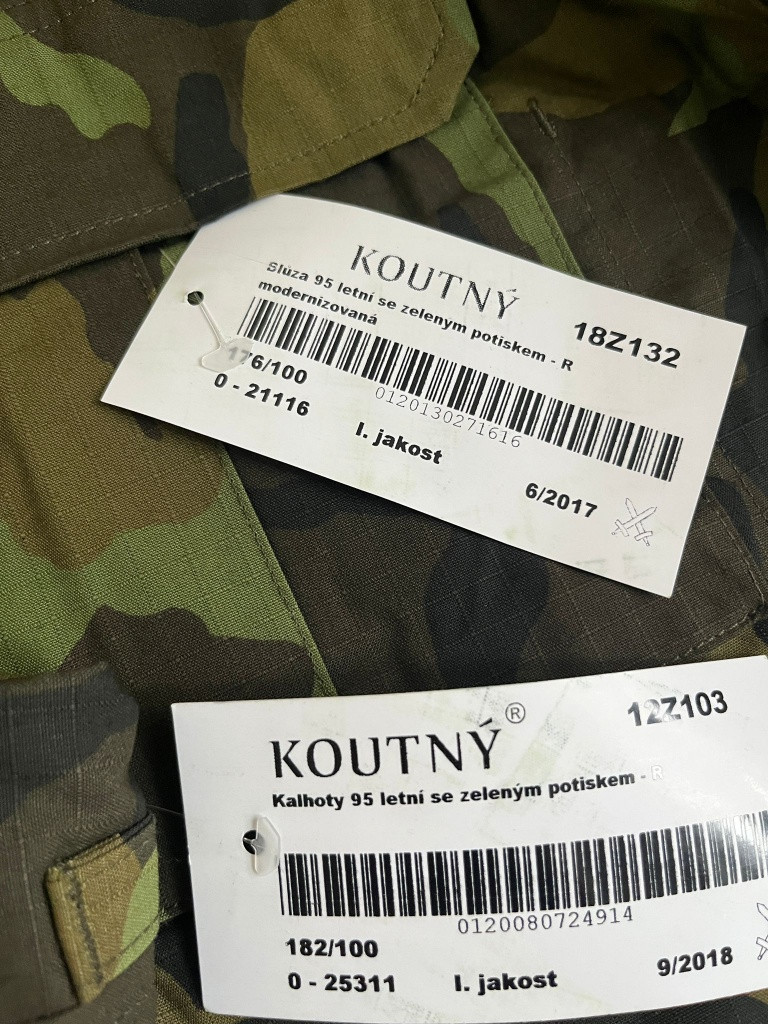 KOUTNÝ
Slůza 95 letní se zeleným potiskem - R
modernizovaná
18Z132
0120130271616
176/100
0 - 21116
I. jakost
6/2017
KOUTNÝ®
12Z103
Kalhoty 95 letní se zeleným potiskem - R
0120080724914
182/100
0 - 25311
I. jakost
9/2018